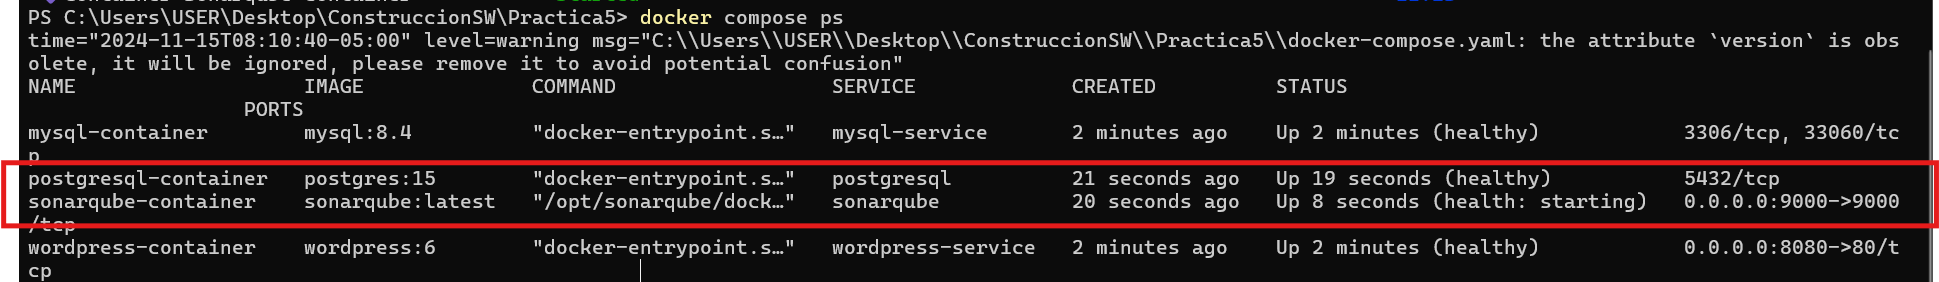 PS C:\Users\USER\Desktop\ConstruccionSW\Practica5> docker compose ps
time="2024-11-15T08:10:40-05:00" level=warning msg="C:\\Users\\USER\\Desktop\\ConstruccionSW\\Practica5\\docker-compose.yaml: the attribute `version` is obs
olete, it will be ignored, please remove it to avoid potential confusion"
NAME IMAGE COMMAND SERVICE CREATED STATUS
PORTS
mysql-container mysql:8.4 "docker-entrypoint.s…" mysql-service 2 minutes ago Up 2 minutes (healthy) 3306/tcp, 33060/tc
p
postgresql-container postgres:15 "docker-entrypoint.s…" postgresql 21 seconds ago Up 19 seconds (healthy) 5432/tcp
sonarqube-container sonarqube:latest "/opt/sonarqube/dock…" sonarqube 20 seconds ago Up 8 seconds (health: starting) 0.0.0.0:9000->9000
/tcp
wordpress-container wordpress:6 "docker-entrypoint.s…" wordpress-service 2 minutes ago Up 2 minutes (healthy) 0.0.0.0:8080->80/t
cp